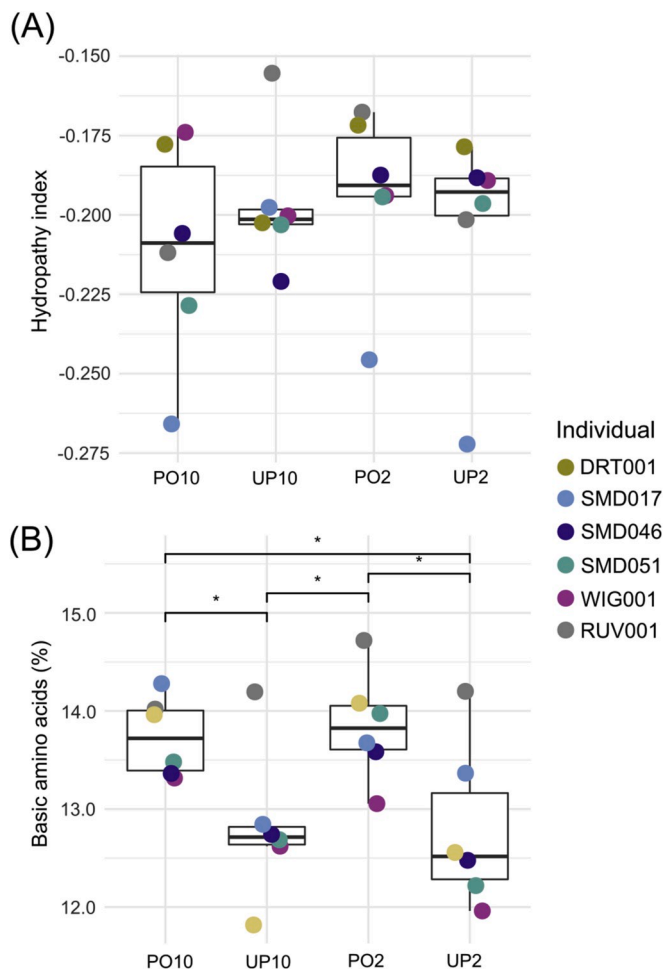 (A)
Hydropathy index
-0.150
-0.175
-0.200
-0.225
-0.250
-0.275
PO10 UP10 PO2 UP2
Individual
DRT001
SMD017
SMD046
SMD051
WIG001
RUV001
(B)
Basic amino acids (%)
* * * *
15.0
14.0
13.0
12.0
PO10 UP10 PO2 UP2